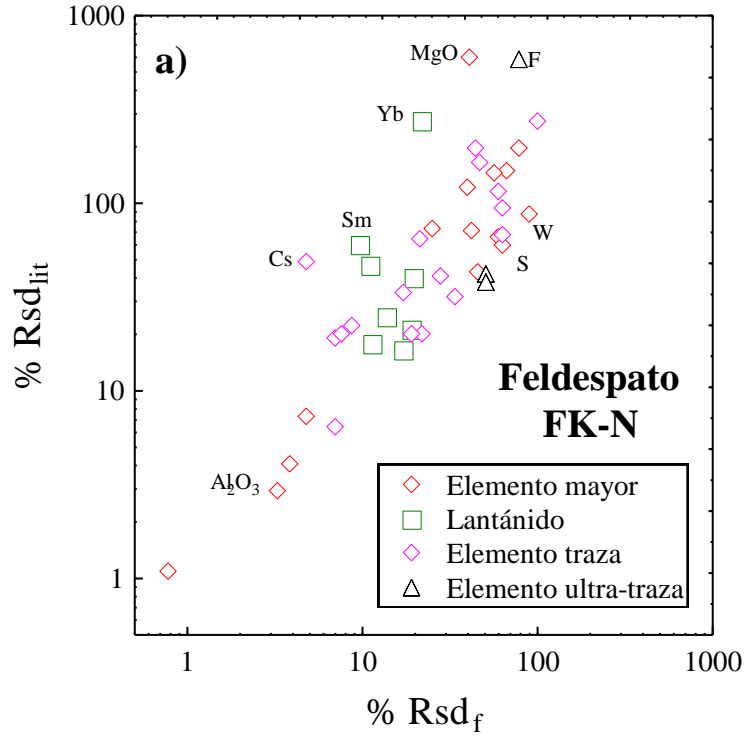 1000
a)
MgO
F
Yb
100
Sm
W
Cs
S
% Rsd_lit
10
Feldespato
FK-N
Al₂O₃
Elemento mayor
Lantánido
Elemento traza
Elemento ultra-traza
1
1
10
100
1000
% Rsd_f